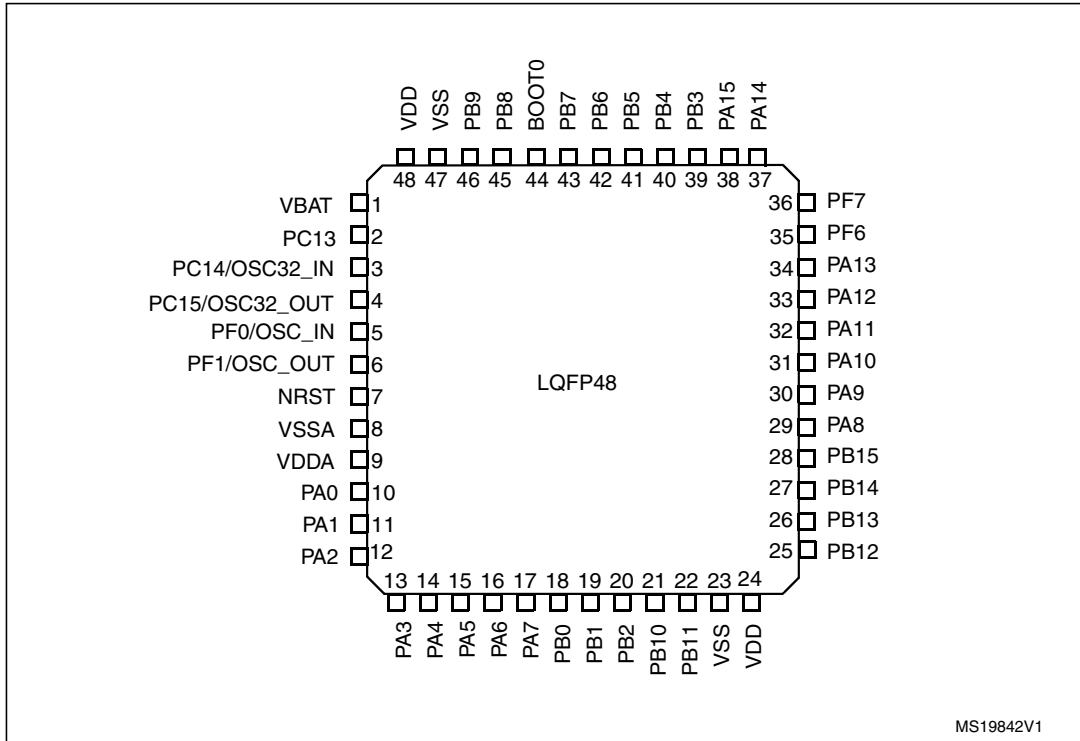 VDD
VSS
PB9
PB8
BOOT0
PB7
PB6
PB5
PB4
PB3
PA15
PA14
48 47 46 45 44 43 42 41 40 39 38 37
VBAT 1
PC13 2
PC14/OSC32_IN 3
PC15/OSC32_OUT 4
PF0/OSC_IN 5
PF1/OSC_OUT 6
NRST 7
VSSA 8
VDDA 9
PA0 10
PA1 11
PA2 12
LQFP48
36 PF7
35 PF6
34 PA13
33 PA12
32 PA11
31 PA10
30 PA9
29 PA8
28 PB15
27 PB14
26 PB13
25 PB12
13 14 15 16 17 18 19 20 21 22 23 24
PA3
PA4
PA5
PA6
PA7
PB0
PB1
PB2
PB10
PB11
VSS
VDD
MS19842V1